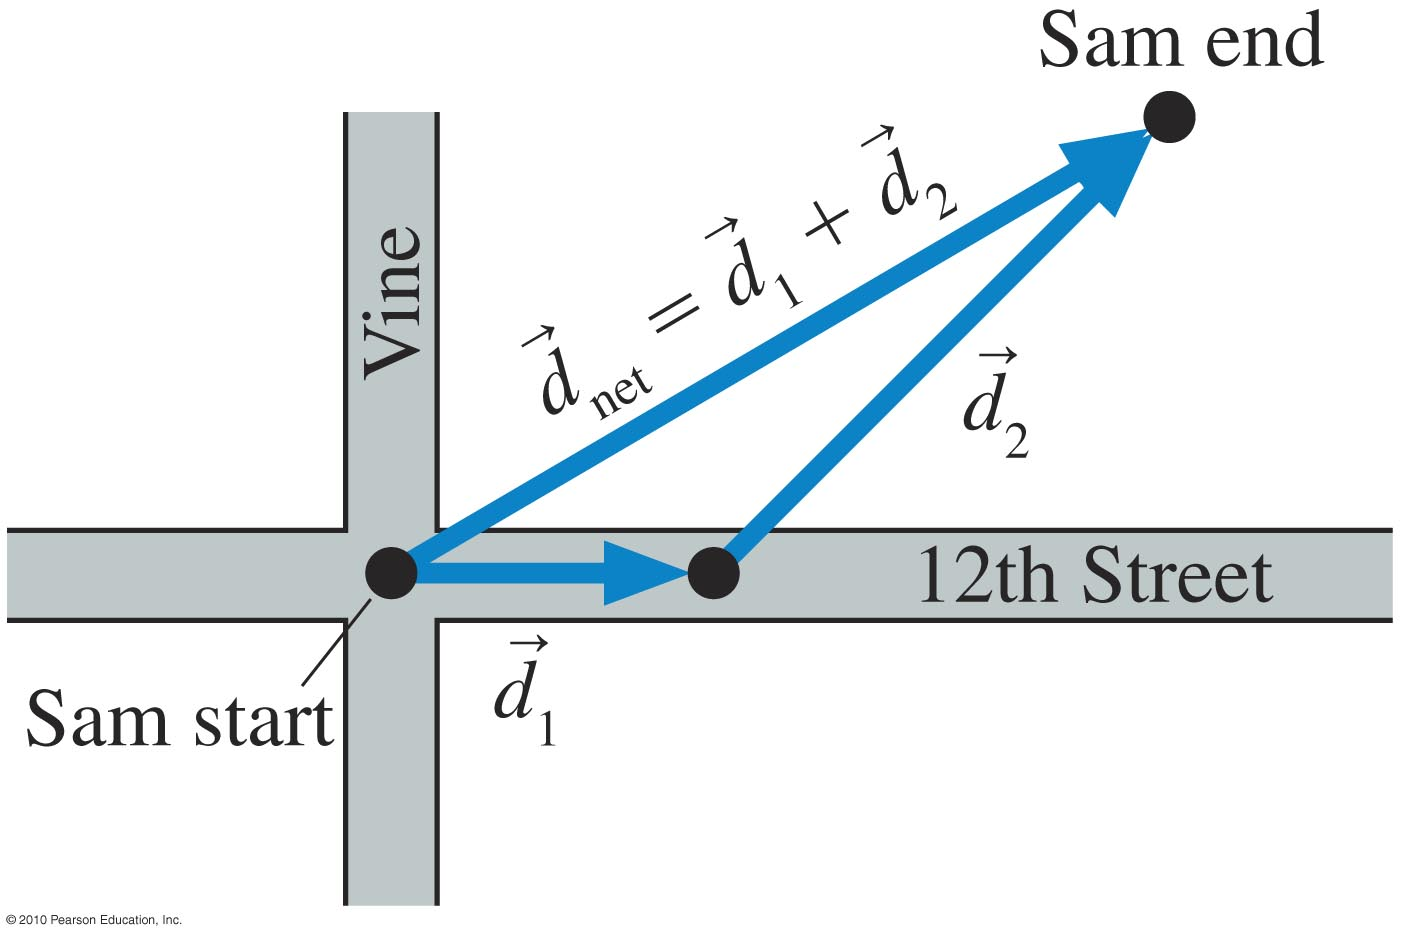 Sam end
Vine
d⃗net = d⃗1 + d⃗2
d⃗2
12th Street
d⃗1
Sam start
© 2010 Pearson Education, Inc.